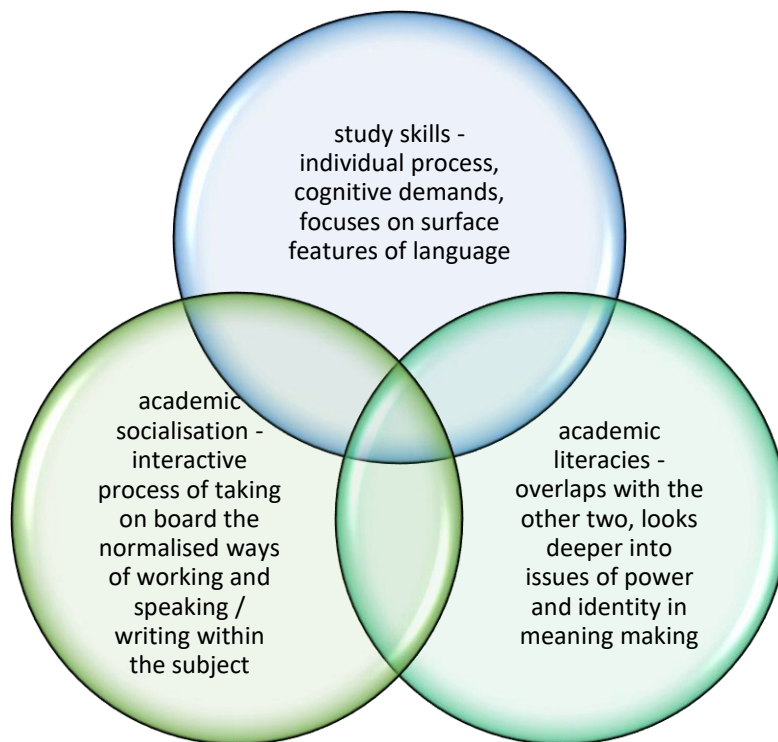 study skills -
individual process,
cognitive demands,
focuses on surface
features of language
academic
socialisation -
interactive
process of taking
on board the
normalised ways
of working and
speaking /
writing within
the subject
academic
literacies -
overlaps with the
other two, looks
deeper into
issues of power
and identity in
meaning making